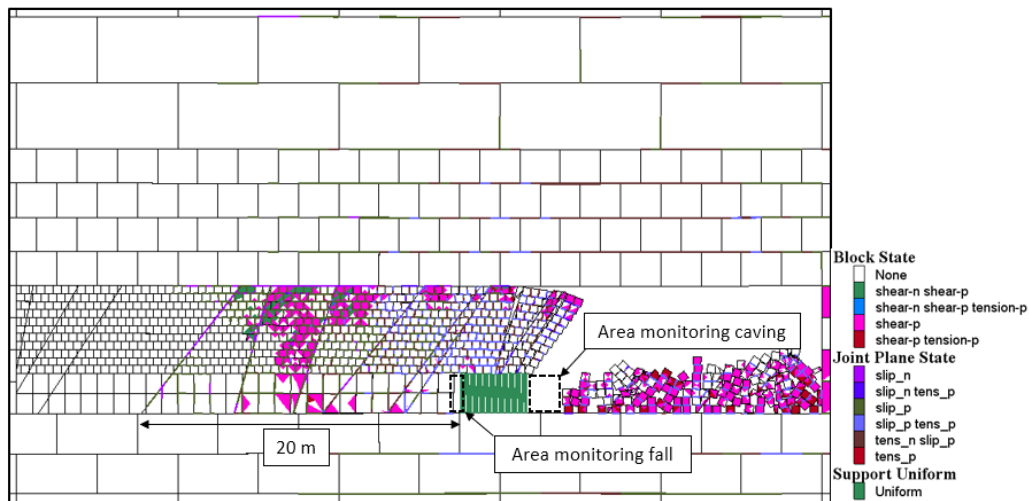 Block State
None
shear-n shear-p
shear-n shear-p tension-p
shear-p
shear-p tension-p
Joint Plane State
slip_n
slip_n tens_p
slip_p
slip_p tens_p
tens_n slip_p
tens_p
Support Uniform
Uniform
Area monitoring caving
20 m
Area monitoring fall